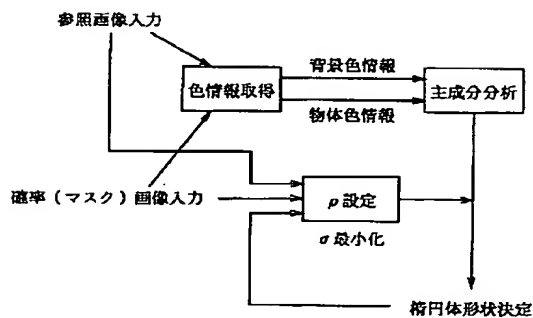 参照画像入力
背景色情報
色情報取得
主成分分析
物体色情報
確率（マスク）画像入力
ρ設定
σ最小化
楕円体形状決定